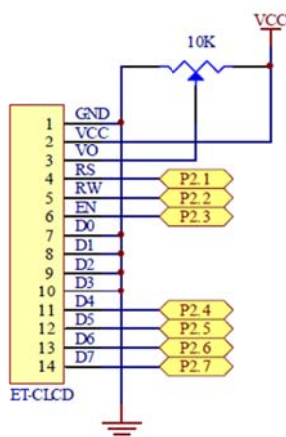 VCC
10K
1 GND
2 VCC
3 VO
4 RS P2.1
5 RW P2.2
6 EN P2.3
7 D0
8 D1
9 D2
10 D3
11 D4 P2.4
12 D5 P2.5
13 D6 P2.6
14 D7 P2.7
ET-CLCD